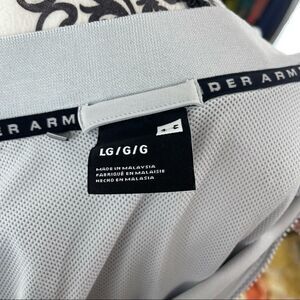 DER ARM
DER ARM
LG/G/G
MADE IN MALAYSIA
FABRIQUÉ EN MALAISIE
HECHO EN MALASIA